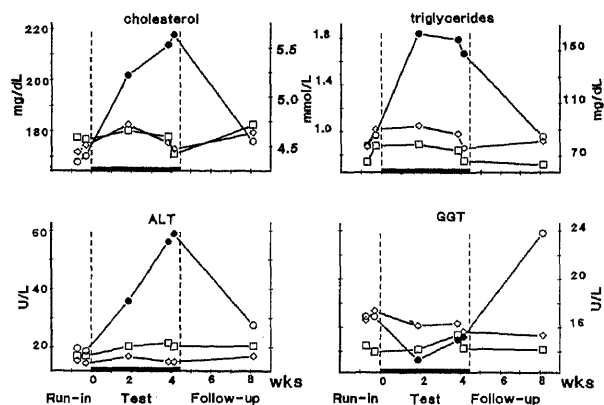 cholesterol
triglycerides
220
200
180
mg/dL
5.5
5.0
4.5
mmol/L
1.8
1.4
1.0
150
110
70
mg/dL
ALT
GGT
60
40
20
U/L
24
20
16
U/L
0 2 4 6 8 wks
0 2 4 6 8 wks
Run-in Test Follow-up
Run-in Test Follow-up